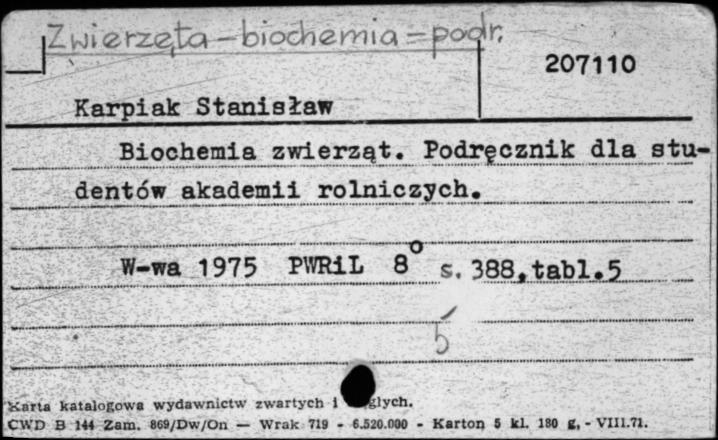 Zwierzęta - biochemia = podr.
207110
Karpiak Stanisław
Biochemia zwierząt. Podręcznik dla stu-
dentów akademii rolniczych.
W-wa 1975 PWRiL 8° s. 388, tabl. 5
5
Karta katalogowa wydawnictw zwartych i
CWD B 144 Zam. 869/Dw/On — Wrak 719 - 6.520.000 - Karton 5 kl. 180 g. - VIII.71.